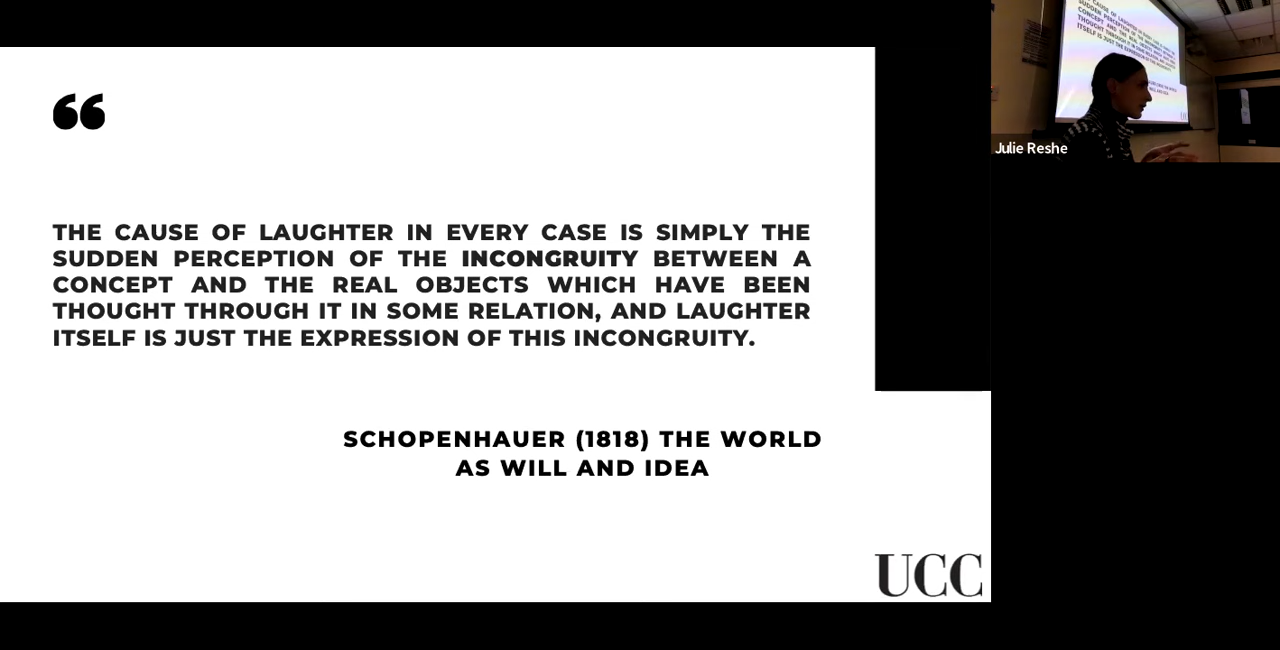 THE CAUSE OF LAUGHTER IN EVERY CASE IS SIMPLY THE
SUDDEN PERCEPTION OF THE INCONGRUITY BETWEEN A
CONCEPT AND THE REAL OBJECTS WHICH HAVE BEEN
THOUGHT THROUGH IT IN SOME RELATION, AND LAUGHTER
ITSELF IS JUST THE EXPRESSION OF THIS INCONGRUITY.
SCHOPENHAUER (1818) THE WORLD
AS WILL AND IDEA
UCC
Julie Reshe